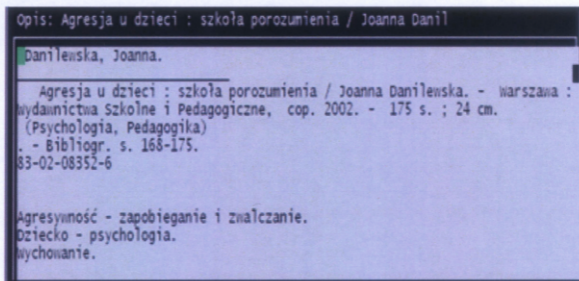 Opis: Agresja u dzieci : szkoła porozumienia / Joanna Danil
Danilewska, Joanna.
Agresja u dzieci : szkoła porozumienia / Joanna Danilewska. - Warszawa :
Wydawnictwa Szkolne i Pedagogiczne, cop. 2002. - 175 s. ; 24 cm.
(Psychologia, Pedagogika)
. - Bibliogr. s. 168-175.
83-02-08352-6
Agresywność - zapobieganie i zwalczanie.
Dziecko - psychologia.
Wychowanie.